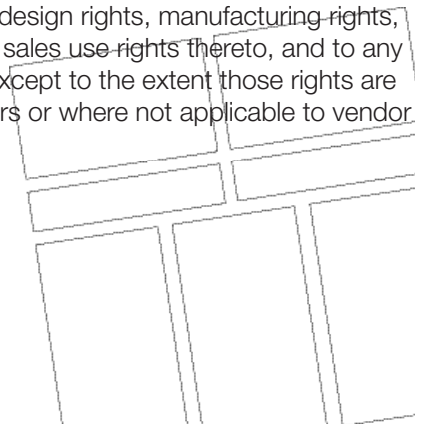 design rights, manufacturing rights,
sales use rights thereto, and to any
xcept to the extent those rights are
rs or where not applicable to vendor